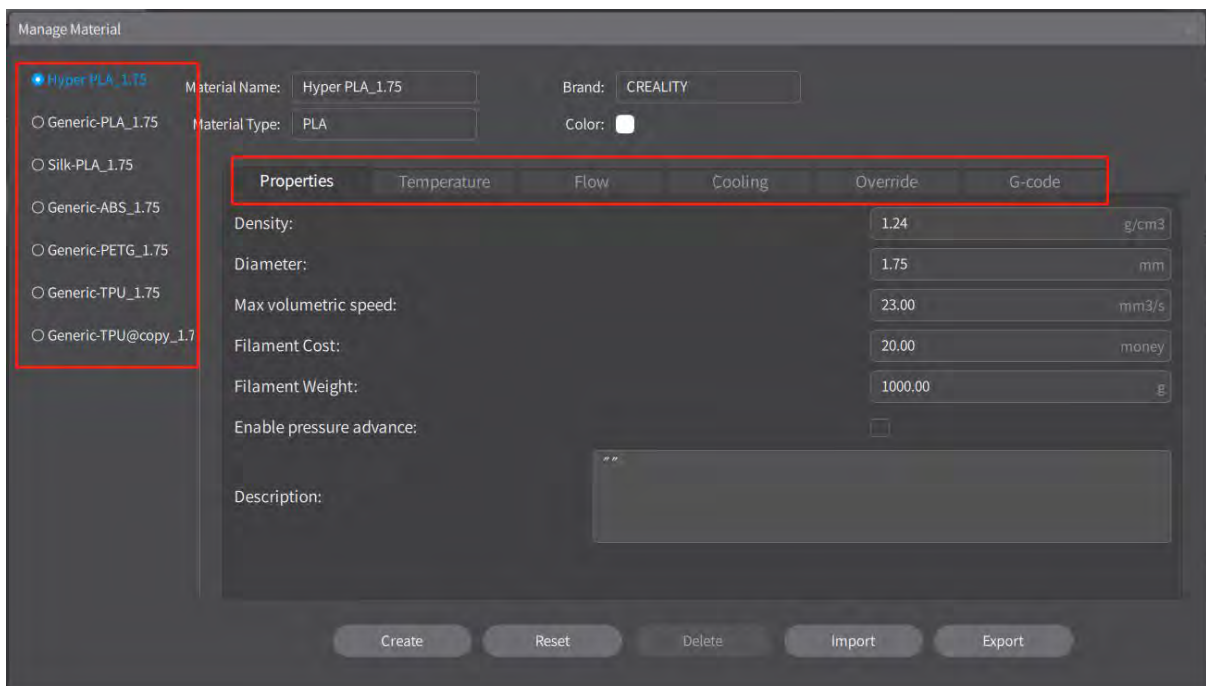 Manage Material
Hyper PLA_1.75
Generic-PLA_1.75
Silk-PLA_1.75
Generic-ABS_1.75
Generic-PETG_1.75
Generic-TPU_1.75
Generic-TPU@copy_1.7
Material Name: Hyper PLA_1.75 Brand: CREALITY
Material Type: PLA Color:
Properties Temperature Flow Cooling Override G-code
Density: 1.24 g/cm3
Diameter: 1.75 mm
Max volumetric speed: 23.00 mm3/s
Filament Cost: 20.00 money
Filament Weight: 1000.00 g
Enable pressure advance:
Description: ""
Create Reset Delete Import Export